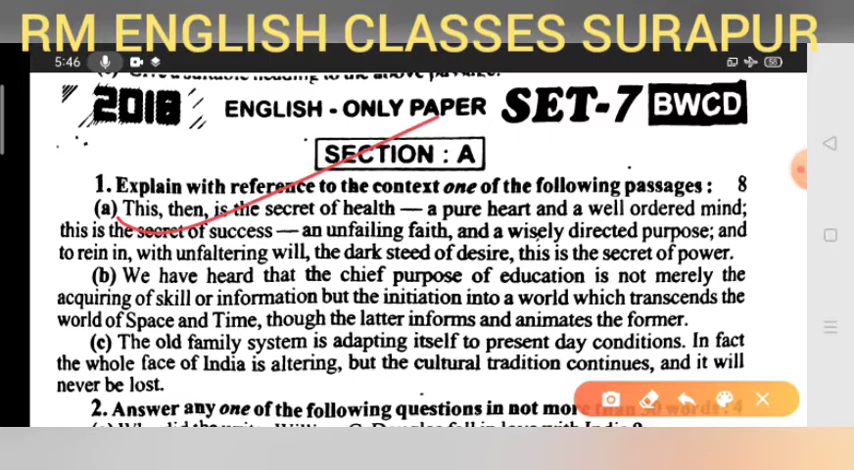 RM ENGLISH CLASSES SURAPUR
5:46
58
2018 ENGLISH - ONLY PAPER SET-7 BWCD
SECTION : A
1. Explain with reference to the context one of the following passages : 8
(a) This, then, is the secret of health — a pure heart and a well ordered mind;
this is the secret of success — an unfailing faith, and a wisely directed purpose; and
to rein in, with unfaltering will, the dark steed of desire, this is the secret of power.
(b) We have heard that the chief purpose of education is not merely the
acquiring of skill or information but the initiation into a world which transcends the
world of Space and Time, though the latter informs and animates the former.
(c) The old family system is adapting itself to present day conditions. In fact
the whole face of India is altering, but the cultural tradition continues, and it will
never be lost.
2. Answer any one of the following questions in not more than 50 words: 4